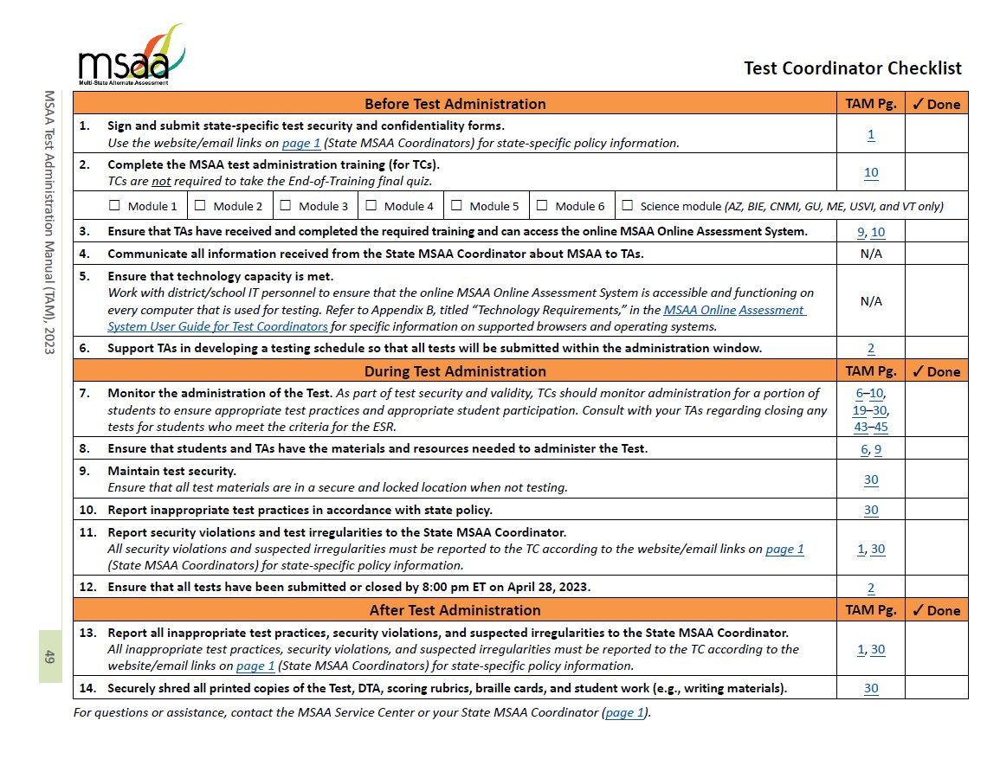 msaa
Multi-State Alternate Assessment
Test Coordinator Checklist
MSAA Test Administration Manual (TAM), 2023
49
Before Test Administration TAM Pg. ✓ Done
1. Sign and submit state-specific test security and confidentiality forms.
Use the website/email links on page 1 (State MSAA Coordinators) for state-specific policy information.
1
2. Complete the MSAA test administration training (for TCs).
TCs are not required to take the End-of-Training final quiz.
10
☐ Module 1 ☐ Module 2 ☐ Module 3 ☐ Module 4 ☐ Module 5 ☐ Module 6 ☐ Science module (AZ, BIE, CNMI, GU, ME, USVI, and VT only)
3. Ensure that TAs have received and completed the required training and can access the online MSAA Online Assessment System. 9, 10
4. Communicate all information received from the State MSAA Coordinator about MSAA to TAs. N/A
5. Ensure that technology capacity is met.
Work with district/school IT personnel to ensure that the online MSAA Online Assessment System is accessible and functioning on
every computer that is used for testing. Refer to Appendix B, titled “Technology Requirements,” in the MSAA Online Assessment
System User Guide for Test Coordinators for specific information on supported browsers and operating systems.
N/A
6. Support TAs in developing a testing schedule so that all tests will be submitted within the administration window. 2
During Test Administration TAM Pg. ✓ Done
7. Monitor the administration of the Test. As part of test security and validity, TCs should monitor administration for a portion of
students to ensure appropriate test practices and appropriate student participation. Consult with your TAs regarding closing any
tests for students who meet the criteria for the ESR.
6–10,
19–30,
43–45
8. Ensure that students and TAs have the materials and resources needed to administer the Test. 6, 9
9. Maintain test security.
Ensure that all test materials are in a secure and locked location when not testing.
30
10. Report inappropriate test practices in accordance with state policy. 30
11. Report security violations and test irregularities to the State MSAA Coordinator.
All security violations and suspected irregularities must be reported to the TC according to the website/email links on page 1
(State MSAA Coordinators) for state-specific policy information.
1, 30
12. Ensure that all tests have been submitted or closed by 8:00 pm ET on April 28, 2023. 2
After Test Administration TAM Pg. ✓ Done
13. Report all inappropriate test practices, security violations, and suspected irregularities to the State MSAA Coordinator.
All inappropriate test practices, security violations, and suspected irregularities must be reported to the TC according to the
website/email links on page 1 (State MSAA Coordinators) for state-specific policy information.
1, 30
14. Securely shred all printed copies of the Test, DTA, scoring rubrics, braille cards, and student work (e.g., writing materials). 30
For questions or assistance, contact the MSAA Service Center or your State MSAA Coordinator (page 1).